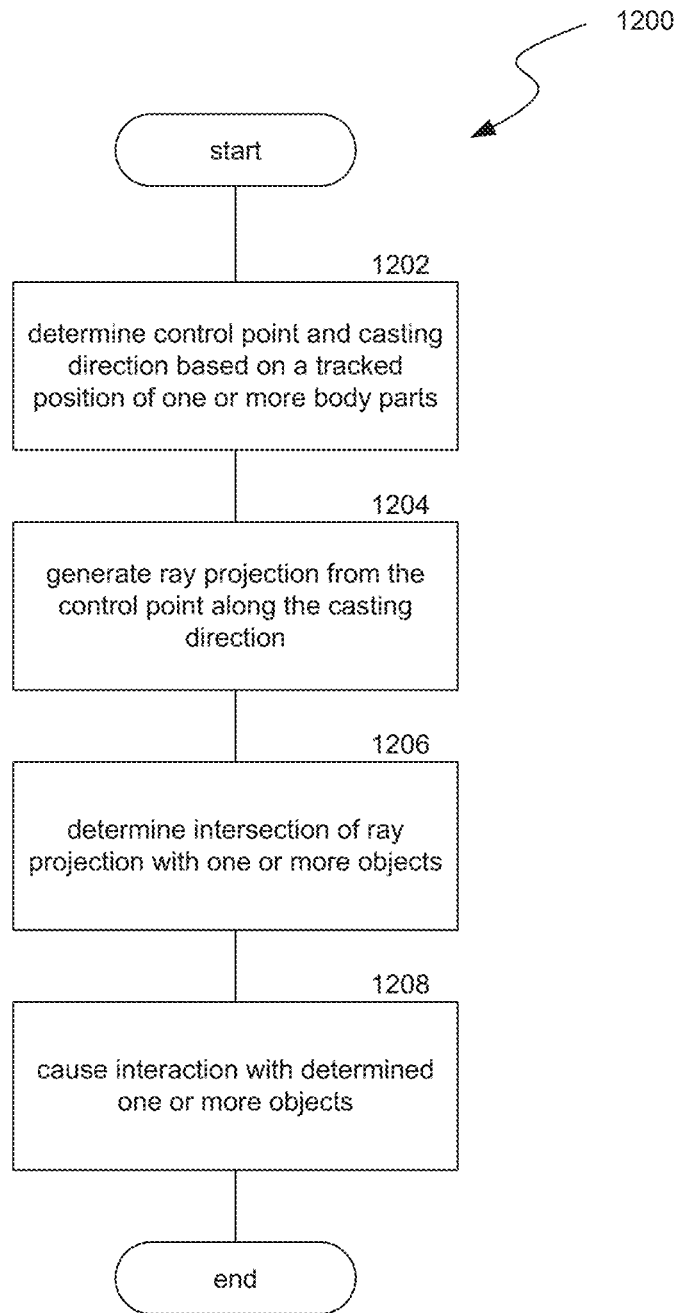 1200
start
1202
determine control point and casting
direction based on a tracked
position of one or more body parts
1204
generate ray projection from the
control point along the casting
direction
1206
determine intersection of ray
projection with one or more objects
1208
cause interaction with determined
one or more objects
end